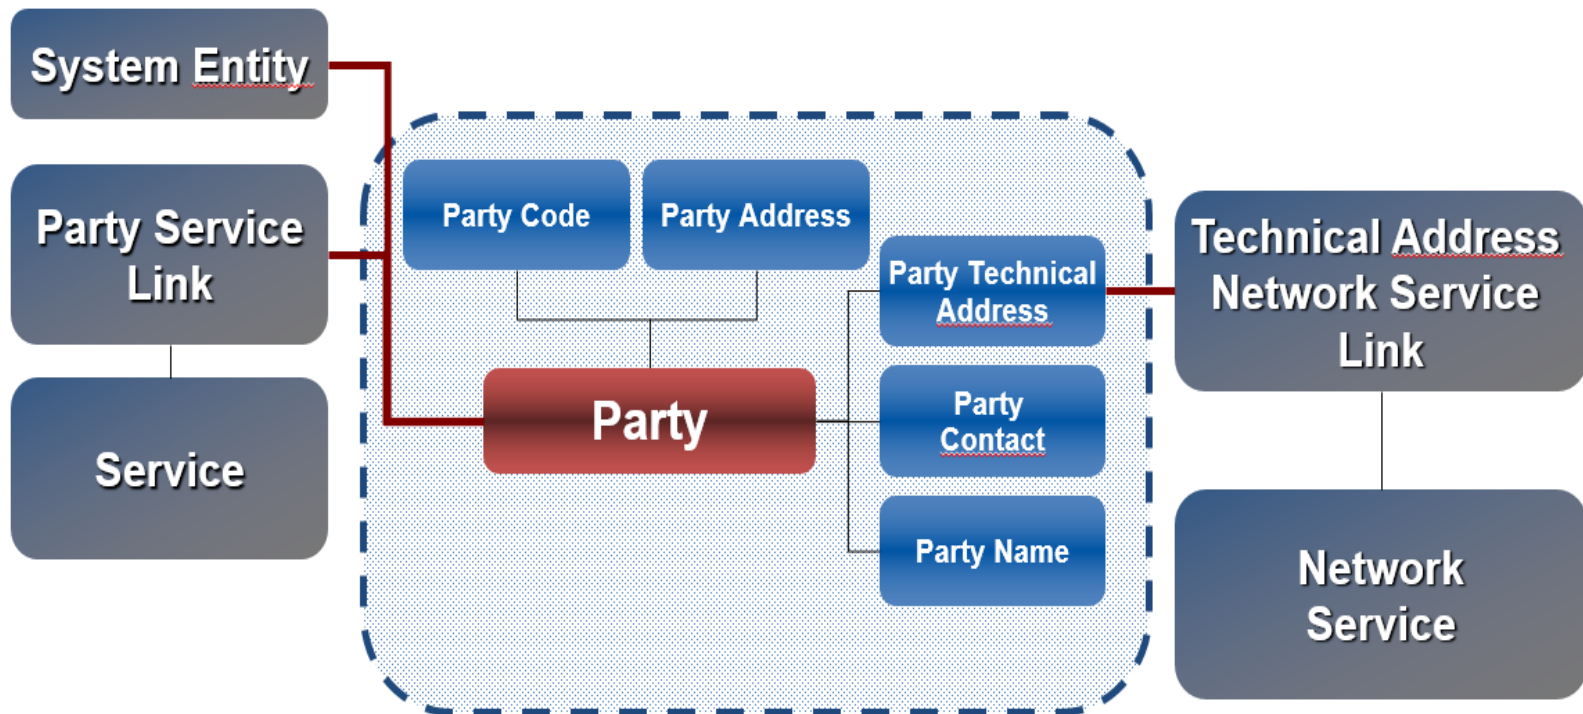 System Entity
Party Service
Link
Service
Party Code
Party Address
Party Technical
Address
Party
Party
Contact
Party Name
Technical Address
Network Service
Link
Network
Service